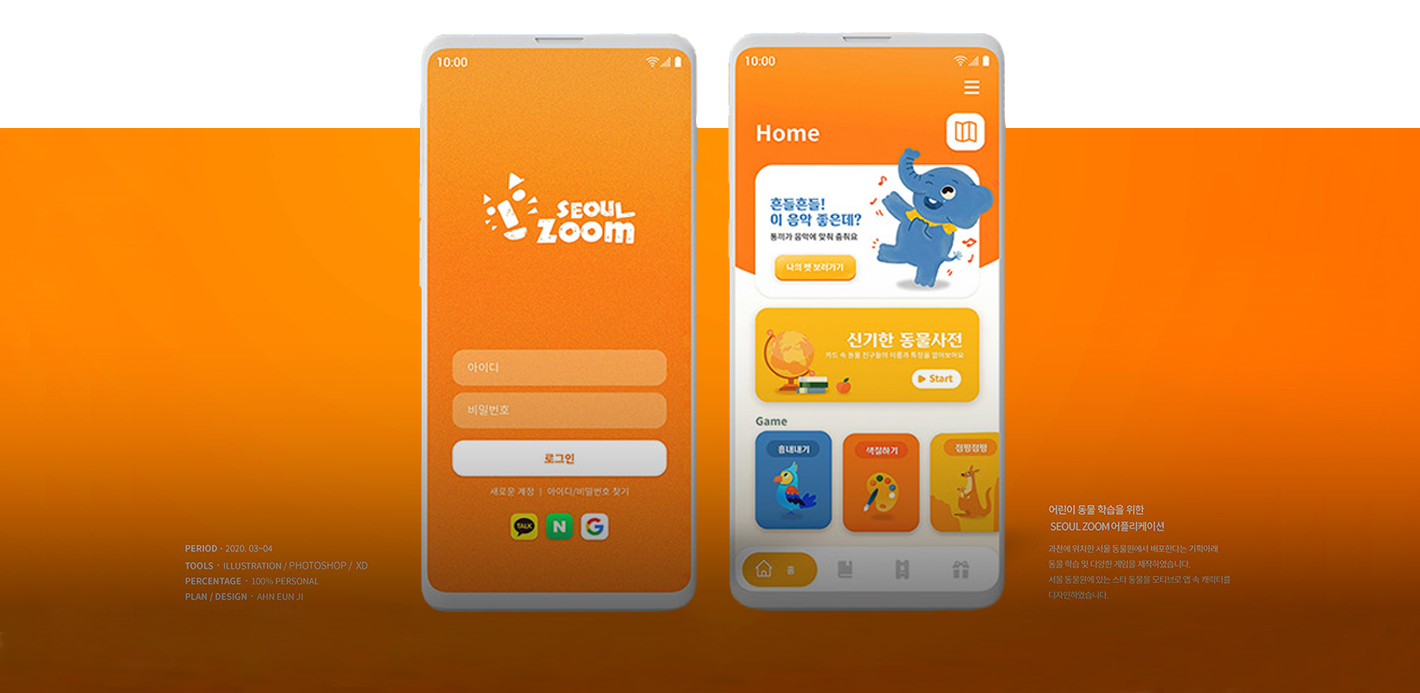 10:00
SEOUL
ZOOM
아이디
비밀번호
로그인
새로운 계정 | 아이디/비밀번호 찾기
TALK
N
G
10:00
Home
흔들흔들!
이 음악 좋은데?
통끼가 음악에 맞춰 춤춰요
나의 펫 보러가기
신기한 동물사전
카드 속 동물 친구들의 이름과 특징을 알아보아요
Start
Game
흉내내기
색칠하기
점핑점핑
홈
PERIOD · 2020. 03~04
TOOLS · ILLUSTRATION / PHOTOSHOP / XD
PERCENTAGE · 100% PERSONAL
PLAN / DESIGN · AHN EUN JI
어린이 동물 학습을 위한
SEOUL ZOOM 어플리케이션
과천에 위치한 서울 동물원에서 배포한다는 기획아래
동물 학습 및 다양한 게임을 제작하였습니다.
서울 동물원에 있는 스타 동물을 모티브로 앱 속 캐릭터를
디자인하였습니다.